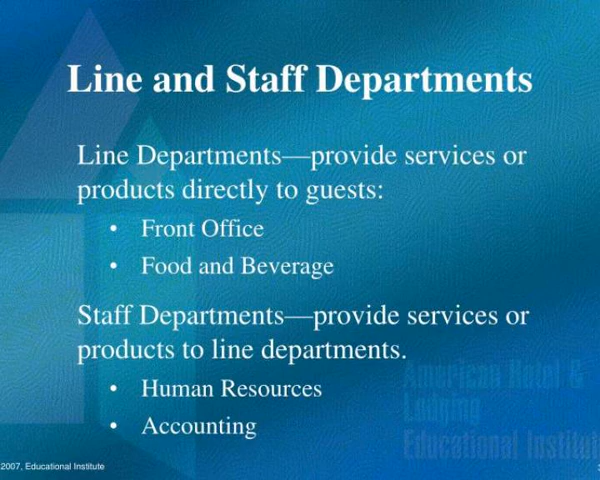 Line and Staff Departments
Line Departments—provide services or
products directly to guests:
• Front Office
• Food and Beverage
Staff Departments—provide services or
products to line departments.
• Human Resources
• Accounting
American Hotel &
Lodging
Educational Institute
2007, Educational Institute